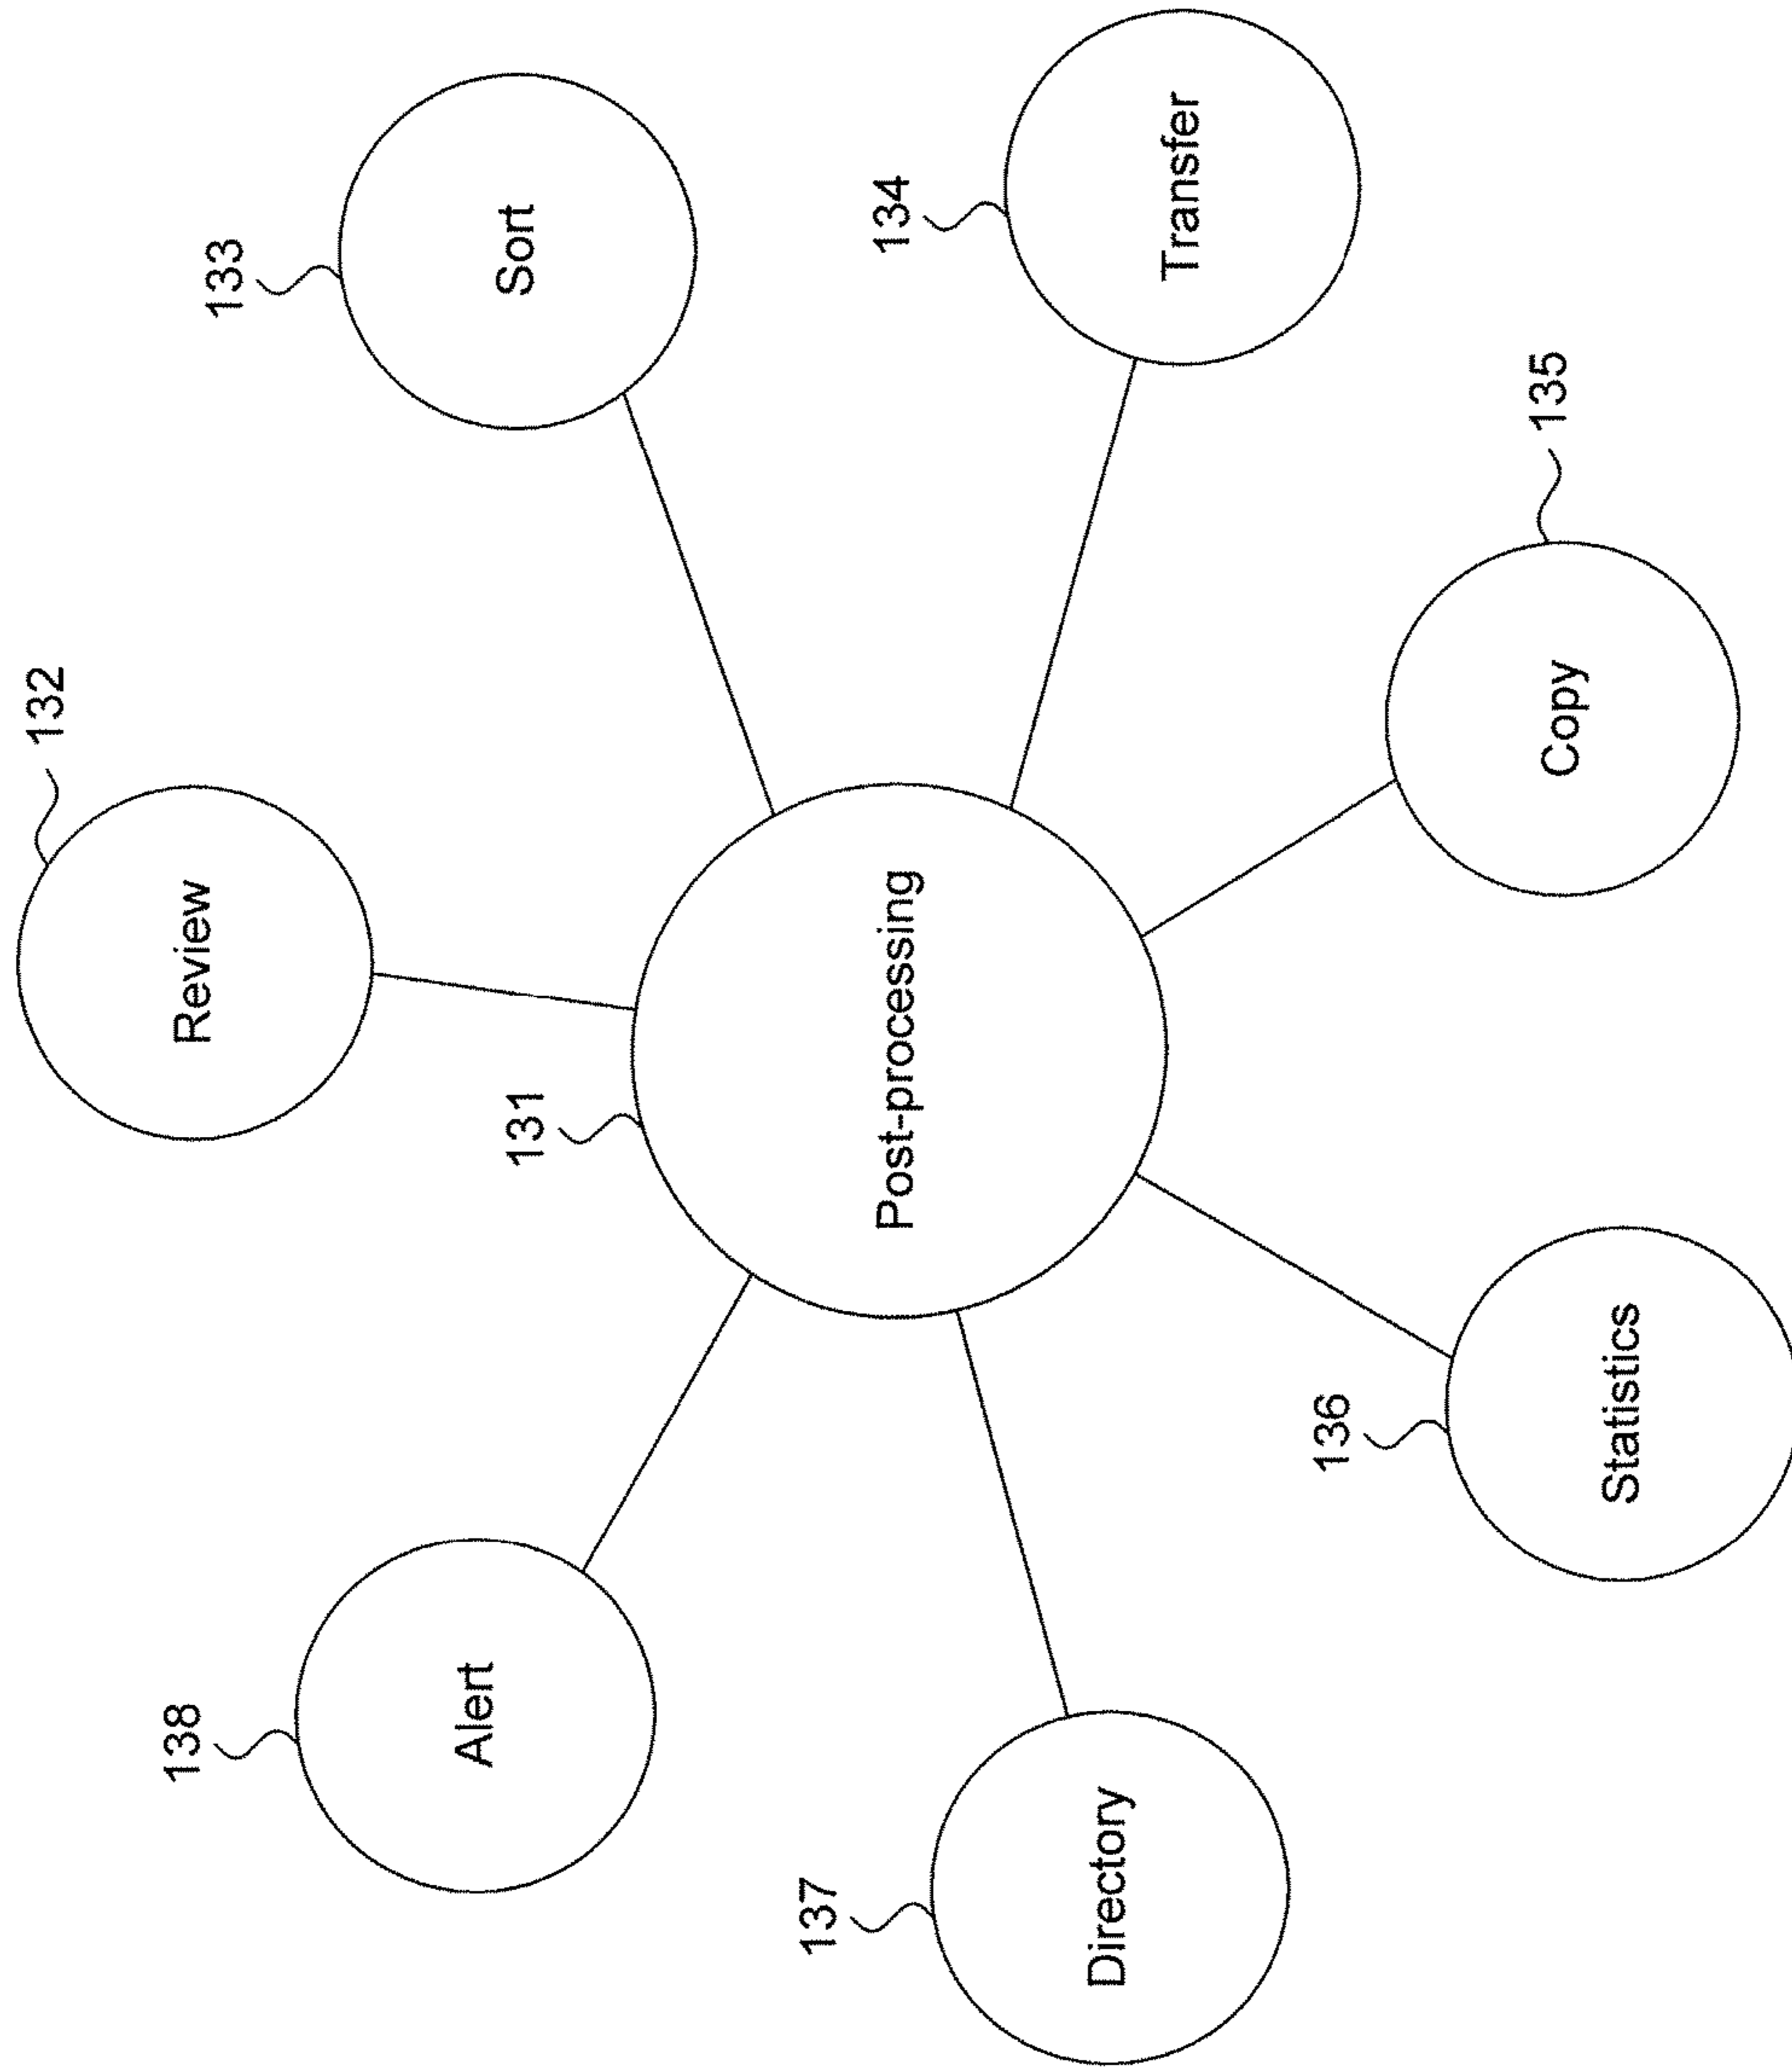 132
Review
133
Sort
131
Post-processing
134
Transfer
135
Copy
136
Statistics
137
Directory
138
Alert